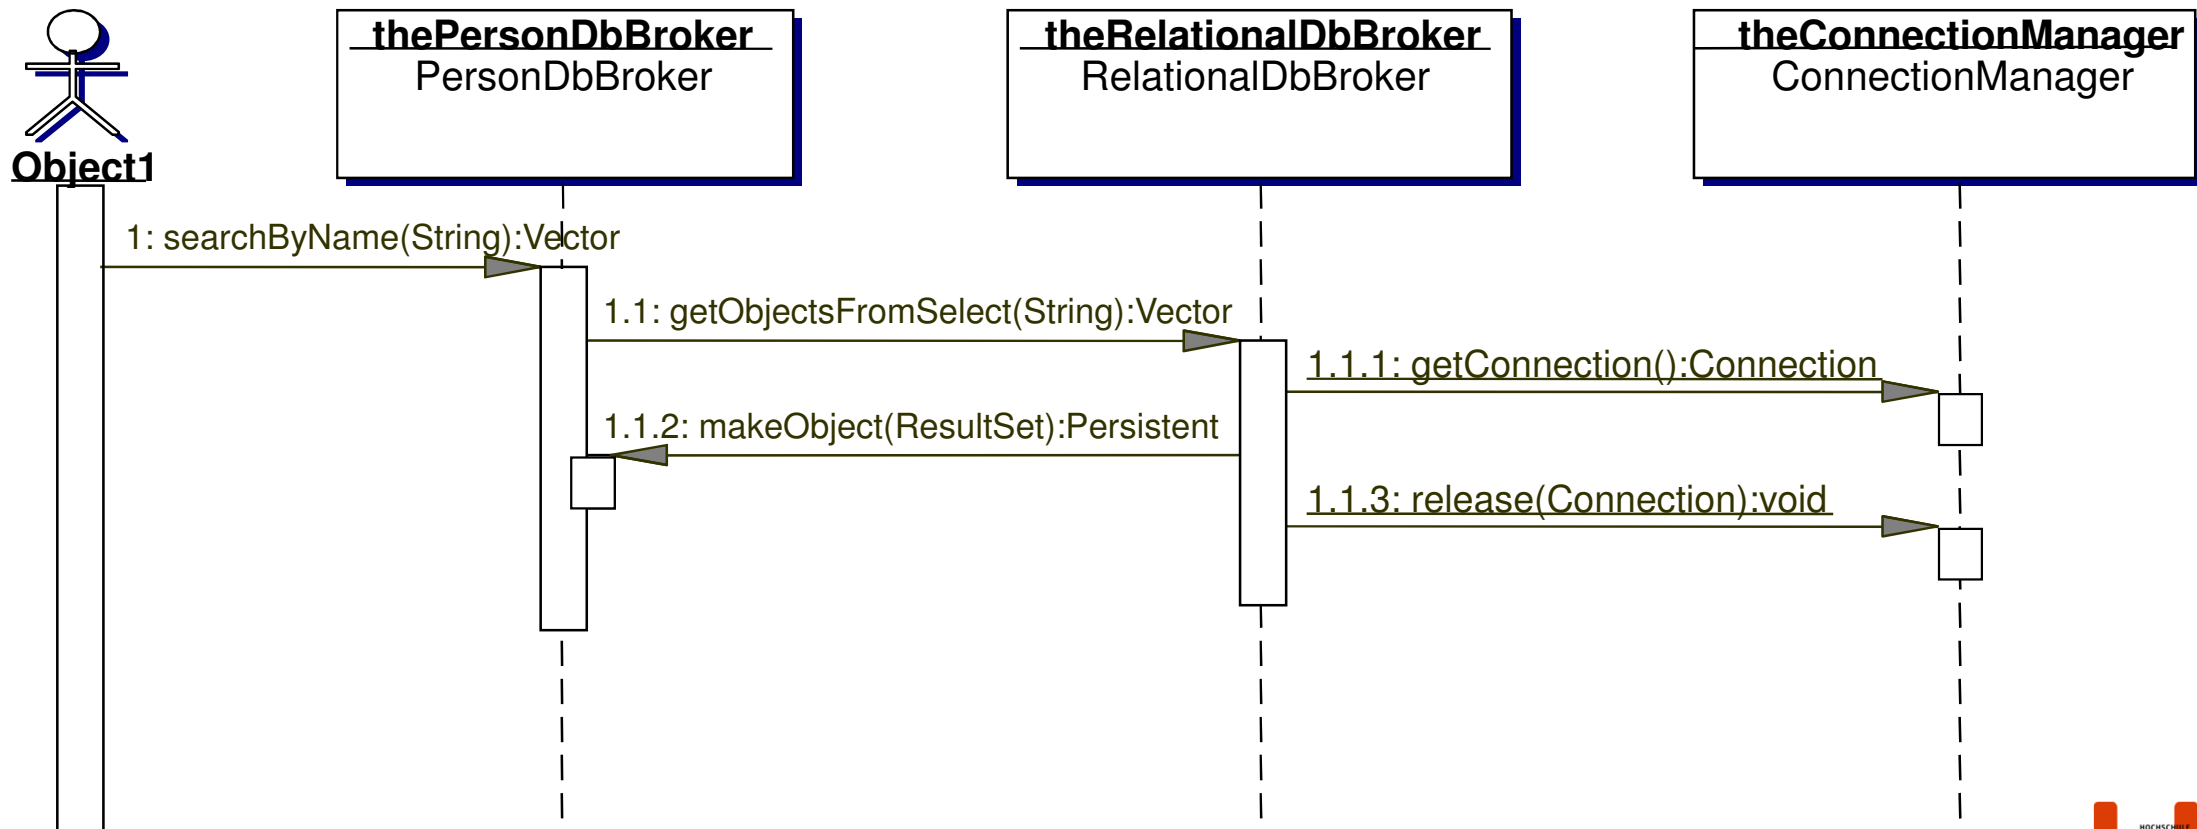 thePersonDbBroker
PersonDbBroker
theRelationalDbBroker
RelationalDbBroker
theConnectionManager
ConnectionManager
Object1
1: searchByName(String):Vector
1.1: getObjectsFromSelect(String):Vector
1.1.1: getConnection():Connection
1.1.2: makeObject(ResultSet):Persistent
1.1.3: release(Connection):void
HOCHSCHULE